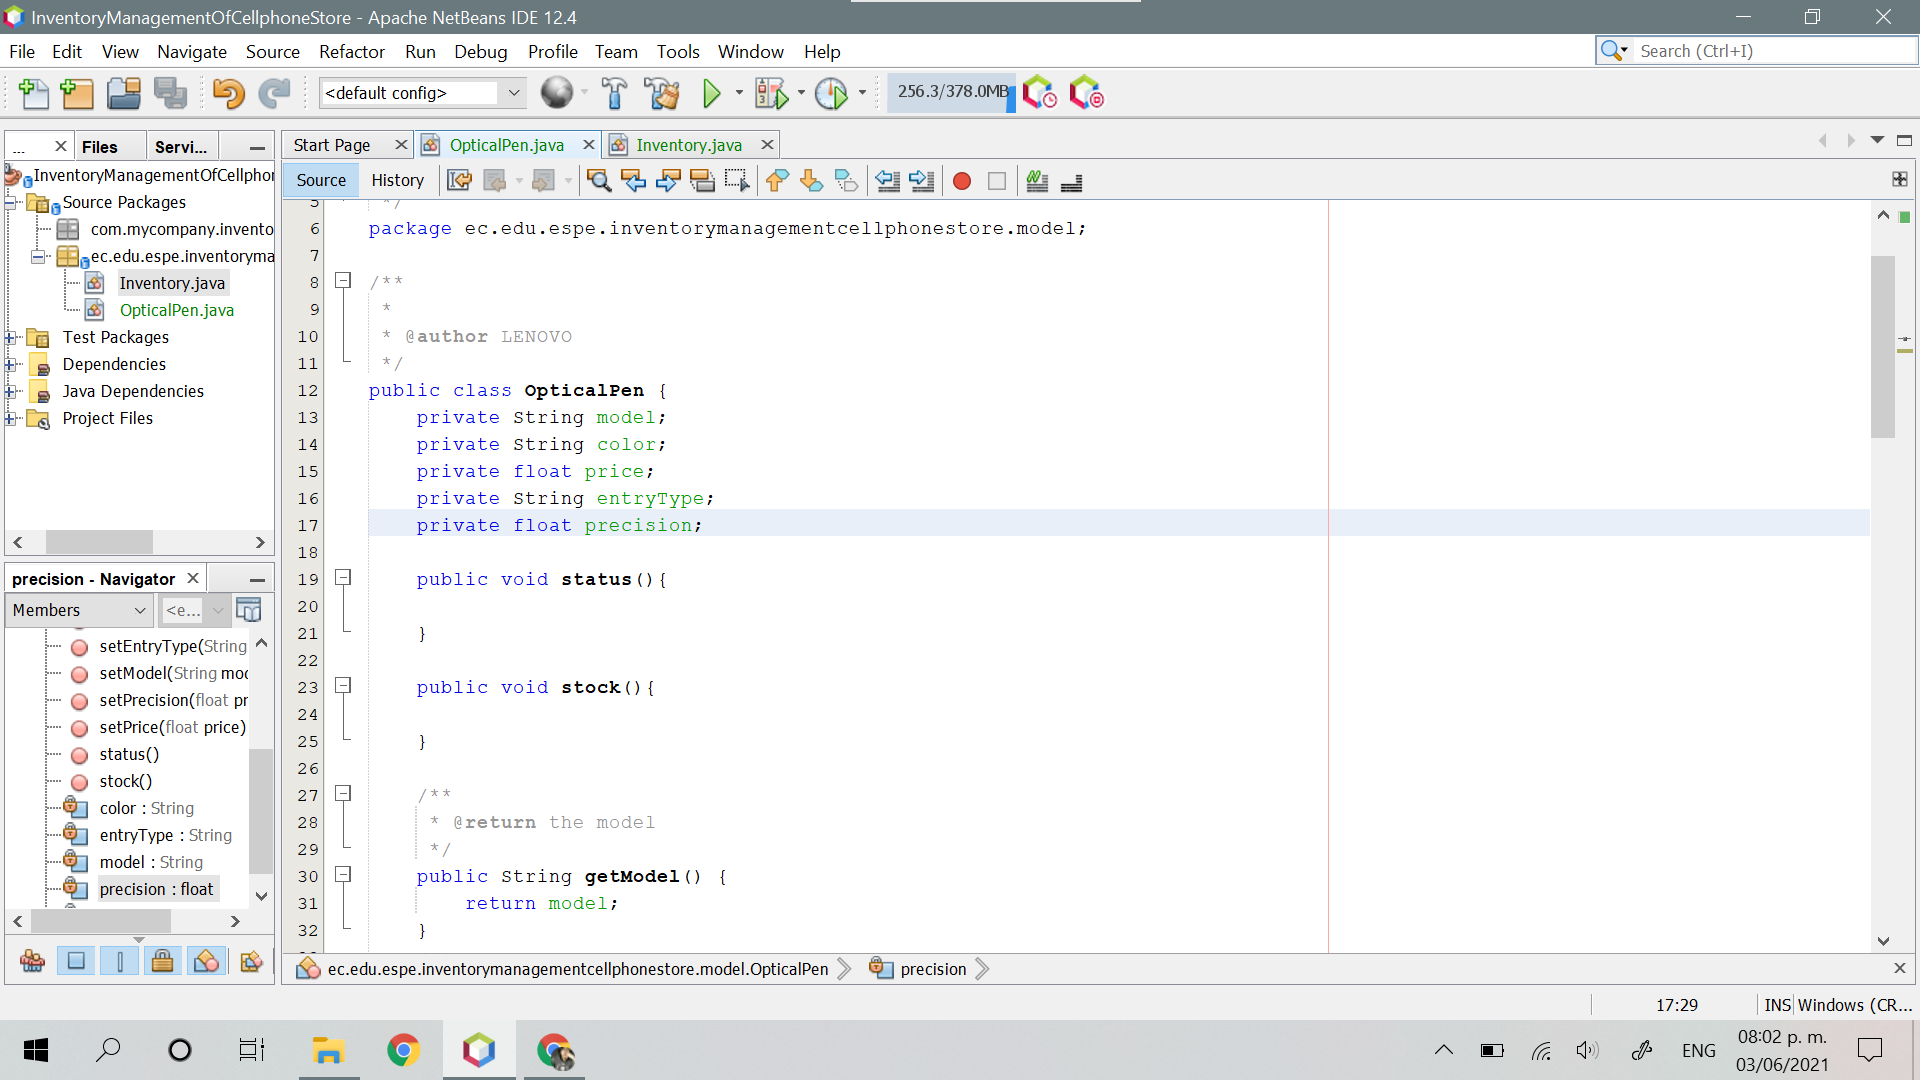 InventoryManagementOfCellphoneStore - Apache NetBeans IDE 12.4
File Edit View Navigate Source Refactor Run Debug Profile Team Tools Window Help
Search (Ctrl+I)
<default config>
256.3/378.0MB
... Files Servi...
Start Page OpticalPen.java Inventory.java
Source History
InventoryManagementOfCellphor
Source Packages
com.mycompany.invento
ec.edu.espe.inventoryma
Inventory.java
OpticalPen.java
Test Packages
Dependencies
Java Dependencies
Project Files
precision - Navigator
Members <e...
setEntryType(String
setModel(String moc
setPrecision(float pr
setPrice(float price)
status()
stock()
color : String
entryType : String
model : String
precision : float
5 */
6 package ec.edu.espe.inventorymanagementcellphonestore.model;
7
8 /**
9 *
10 * @author LENOVO
11 */
12 public class OpticalPen {
13 private String model;
14 private String color;
15 private float price;
16 private String entryType;
17 private float precision;
18
19 public void status(){
20
21 }
22
23 public void stock(){
24
25 }
26
27 /**
28 * @return the model
29 */
30 public String getModel() {
31 return model;
32 }
ec.edu.espe.inventorymanagementcellphonestore.model.OpticalPen precision
17:29 INS Windows (CR...
ENG
08:02 p. m.
03/06/2021